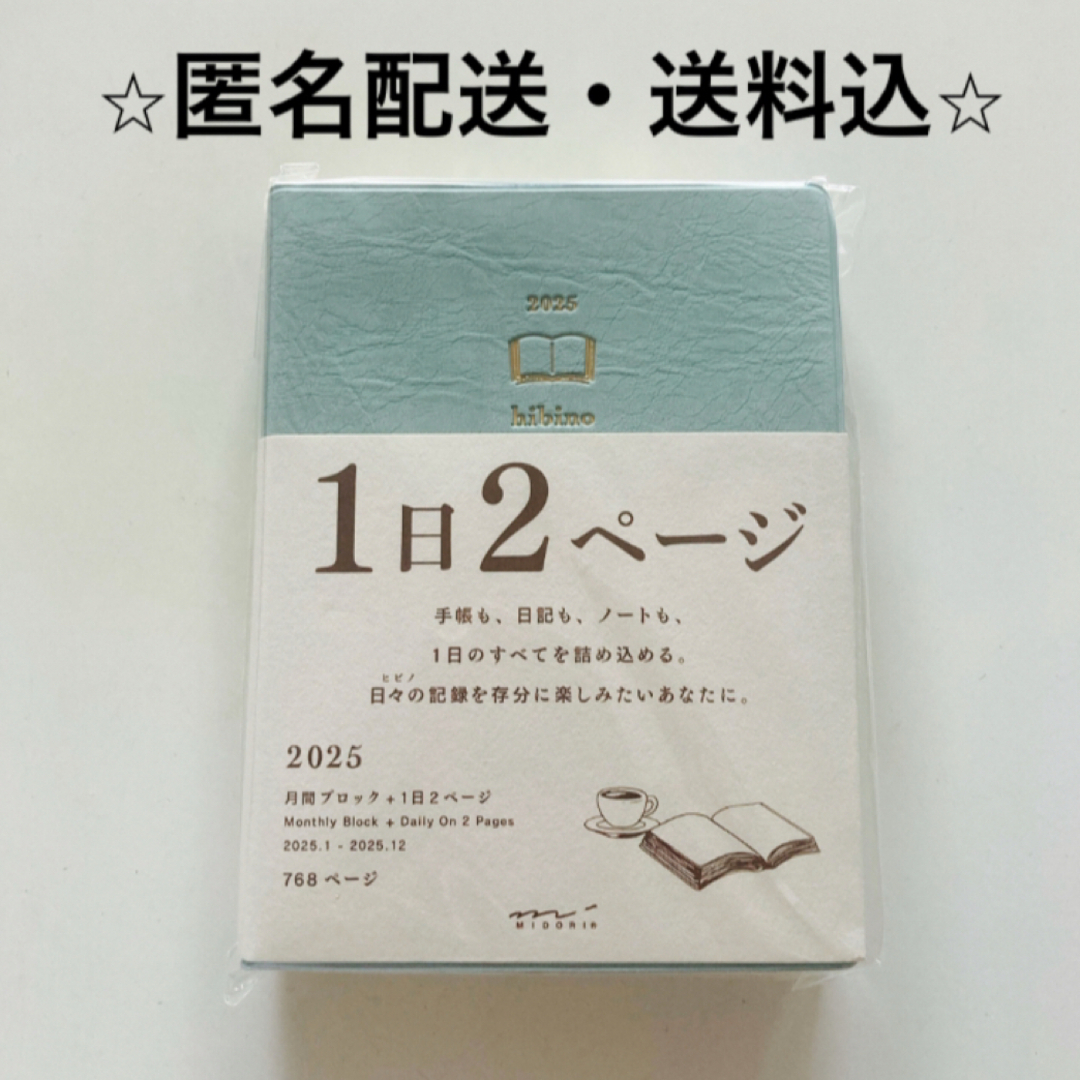 ☆匿名配送・送料込☆
2025
hibino
1日2ページ
手帳も、日記も、ノートも、
1日のすべてを詰め込める。
ヒビノ
日々の記録を存分に楽しみたいあなたに。
2025
月間ブロック+1日2ページ
Monthly Block + Daily On 2 Pages
2025.1 - 2025.12
768ページ
MIDORI